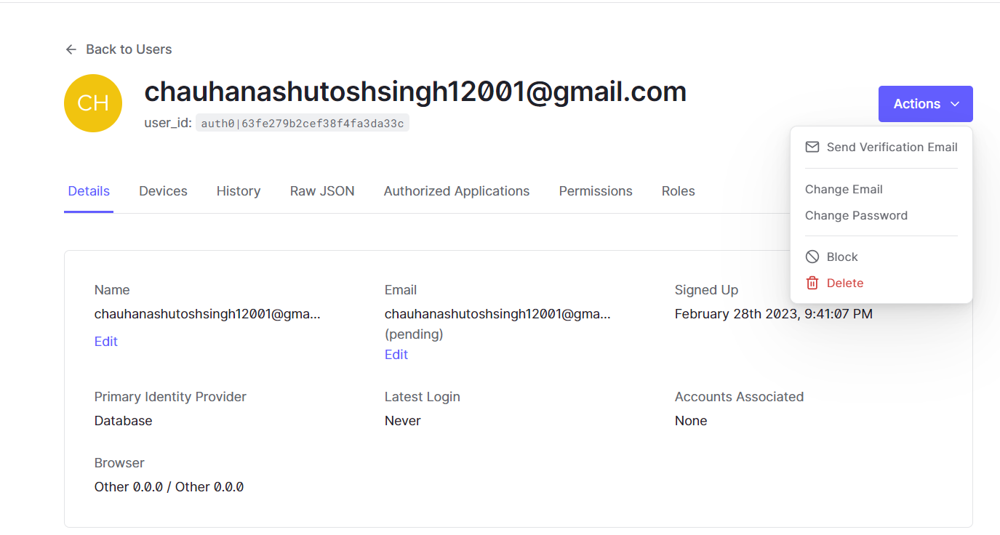 Back to Users
CH
chauhanashutoshsingh12001@gmail.com
user_id: auth0|63fe279b2cef38f4fa3da33c
Actions
Send Verification Email
Change Email
Change Password
Block
Delete
Details Devices History Raw JSON Authorized Applications Permissions Roles
Name
chauhanashutoshsingh12001@gma...
Edit
Email
chauhanashutoshsingh12001@gma...
(pending)
Edit
Signed Up
February 28th 2023, 9:41:07 PM
Primary Identity Provider
Database
Latest Login
Never
Accounts Associated
None
Browser
Other 0.0.0 / Other 0.0.0